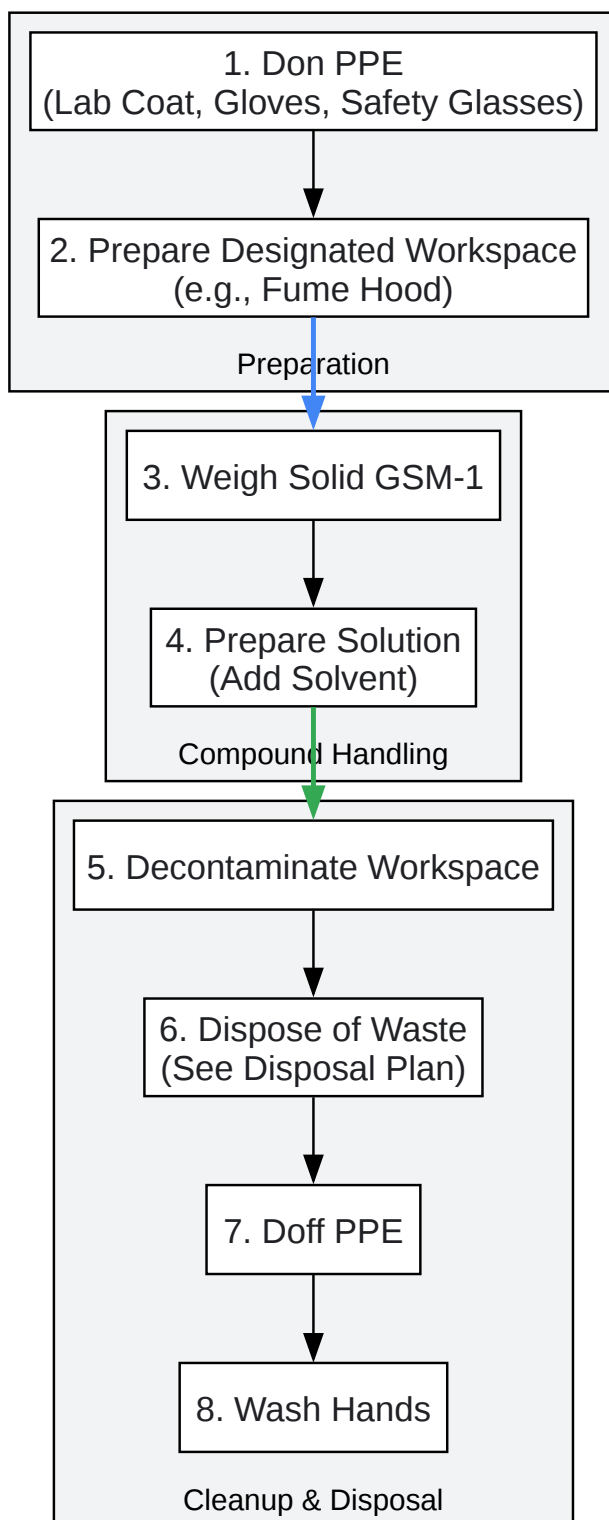 1. Don PPE
(Lab Coat, Gloves, Safety Glasses)
2. Prepare Designated Workspace
(e.g., Fume Hood)
Preparation
3. Weigh Solid GSM-1
4. Prepare Solution
(Add Solvent)
Compound Handling
5. Decontaminate Workspace
6. Dispose of Waste
(See Disposal Plan)
7. Doff PPE
8. Wash Hands
Cleanup & Disposal